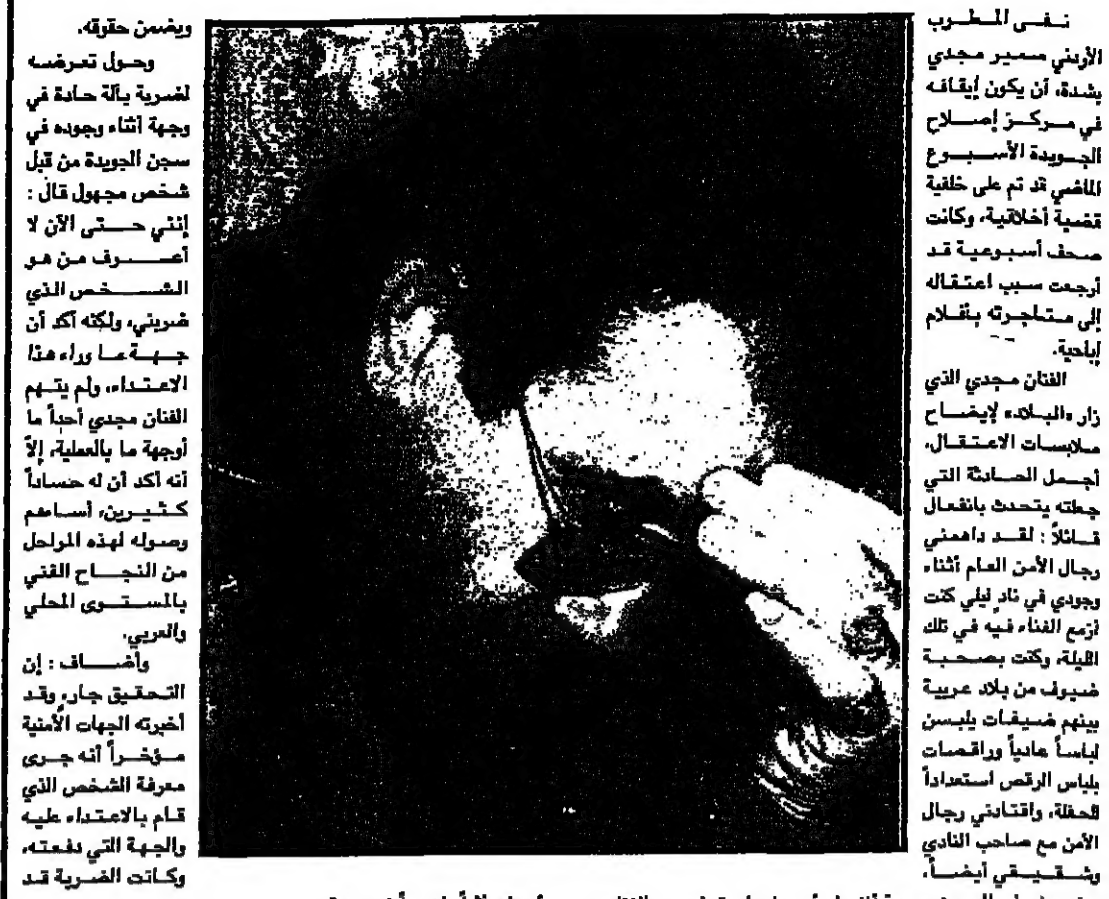 نفى المطرب
الأردني سمير مجدي
بشدة، أن يكون إيقافه
في مركز إصلاح
الجويدة الأسبوع
الماضي قد تم على خلفية
قضية أخلاقية، وكانت
صحف أسبوعية قد
أرجعت سبب اعتقاله
إلى متاجرته بأفلام
إباحية.
الفنان مجدي الذي
زار «البلاد» لإيضاح
ملابسات الاعتقال،
أجمل الحادثة التي
جعلته يتحدث بانفعال
قائلاً : لقد داهمني
رجال الأمن العام أثناء
وجودي في ناد ليلي كنت
أزمع الغناء فيه في تلك
الليلة، وكنت بصحبة
ضيوف من بلاد عربية
بينهم ضيفات يلبسن
لباساً عادياً وراقصات
بلباس الرقص استعداداً
للحفلة، واقتادني رجال
الأمن مع صاحب النادي
وشقيقي أيضاً.
ويضمن حقوقه.
وحول تعرضه
لضربة بآلة حادة في
وجهة أثناء وجوده في
سجن الجويدة من قبل
شخص مجهول قال :
إنني حتى الآن لا
أعرف من هو
الشخص الذي
ضربني، ولكنه أكد أن
جهة ما وراء هذا
الاعتداء، ولم يتهم
الفنان مجدي أحداً ما
أوجهة ما بالعملية، إلاّ
أنه أكد أن له حساداً
كثيرين، أساءهم
وصوله لهذه المراحل
من النجاح الفني
بالمستوى المحلي
والعربي.
وأضاف : إن
التحقيق جار، وقد
أخبرته الجهات الأمنية
مؤخراً أنه جرى
معرفة الشخص الذي
قام بالاعتداء عليه
والجهة التي دفعته،
وكانت الضربة قد